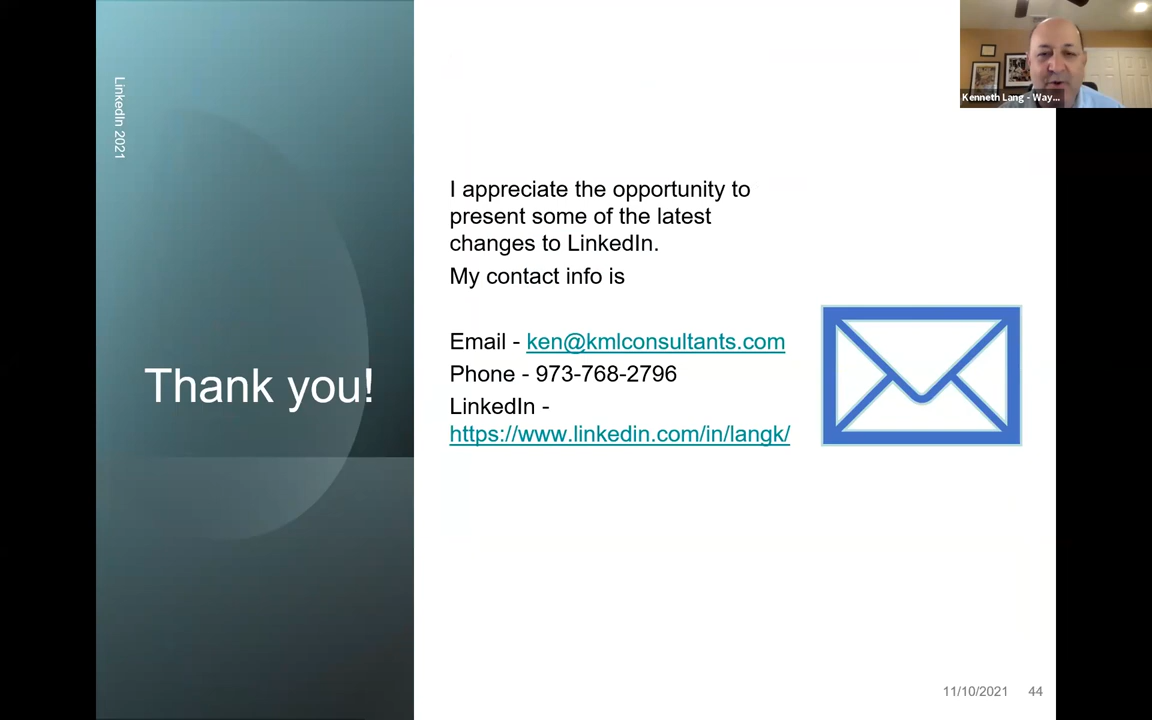 LinkedIn 2021
Thank you!
I appreciate the opportunity to
present some of the latest
changes to LinkedIn.
My contact info is
Email - ken@kmlconsultants.com
Phone - 973-768-2796
LinkedIn -
https://www.linkedin.com/in/langk/
Kenneth Lang - Way...
11/10/2021 44